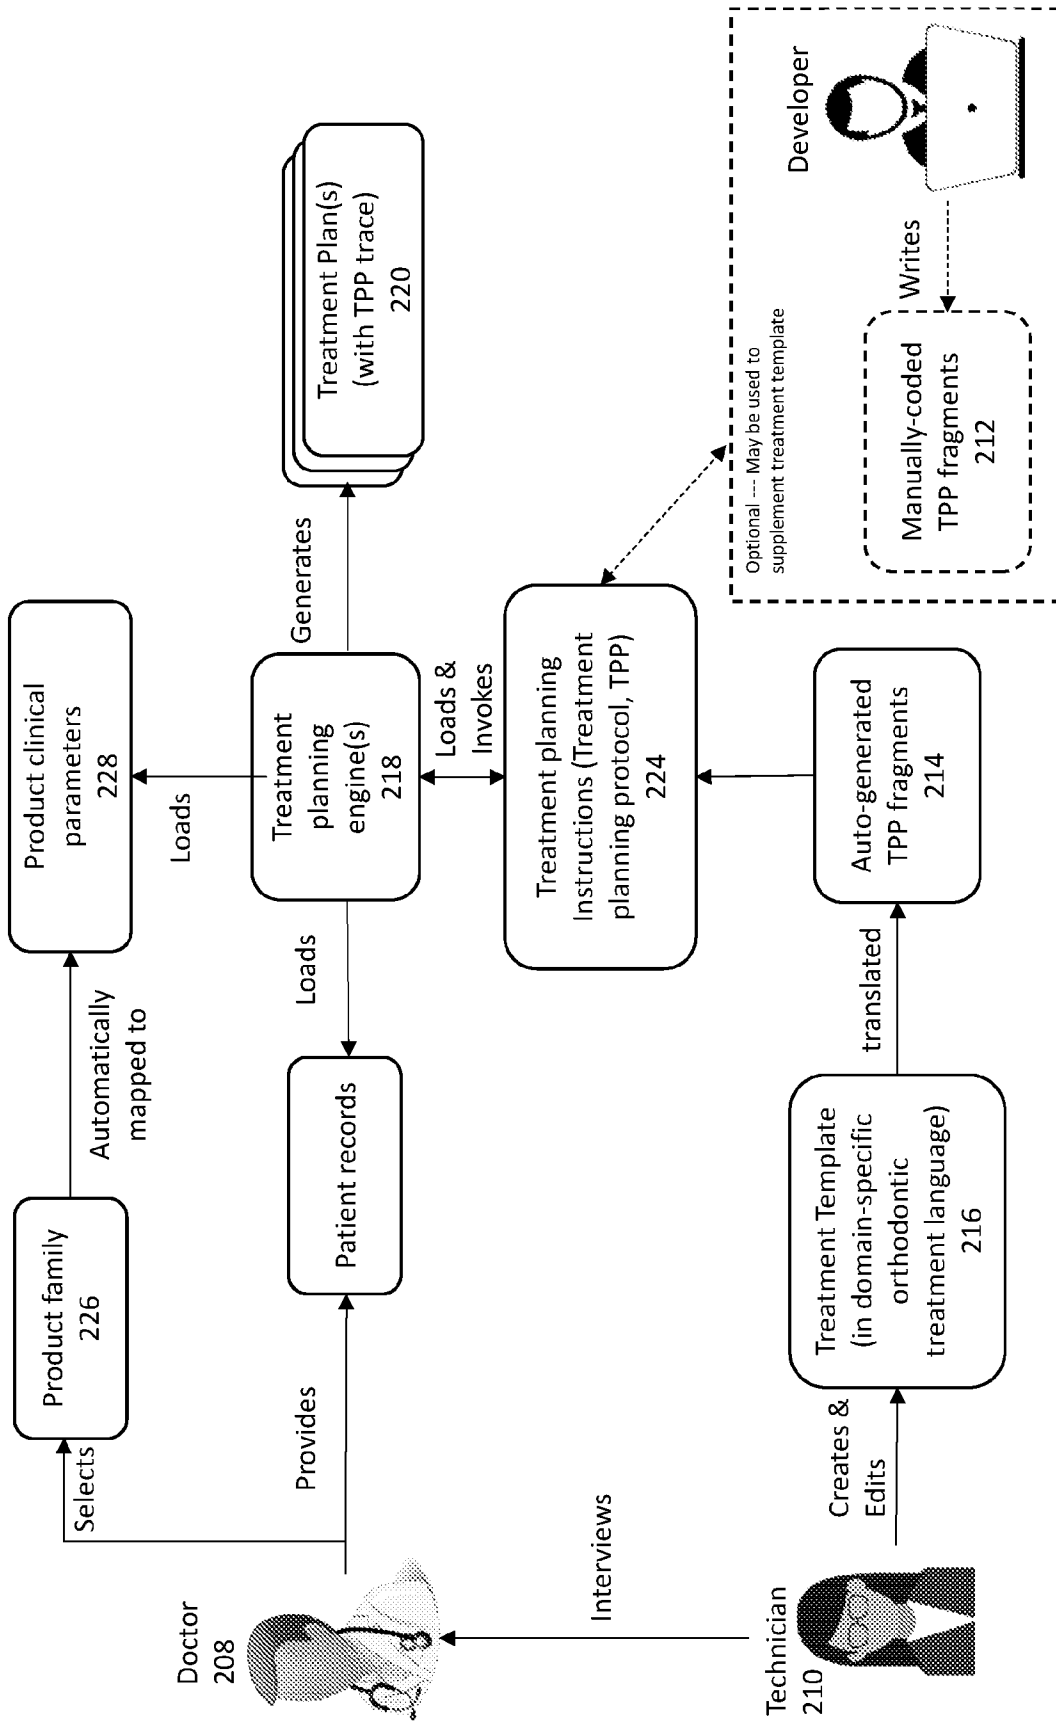 Doctor
208
Selects
Product family
226
Automatically
mapped to
Product clinical
parameters
228
Provides
Patient records
Loads
Loads
Treatment
planning
engine(s)
218
Generates
Treatment Plan(s)
(with TPP trace)
220
Interviews
Loads &
Invokes
Treatment planning
Instructions (Treatment
planning protocol, TPP)
224
Technician
210
Creates &
Edits
Treatment Template
(in domain-specific
orthodontic
treatment language)
216
translated
Auto-generated
TPP fragments
214
Optional --- May be used to
supplement treatment template
Developer
Writes
Manually-coded
TPP fragments
212